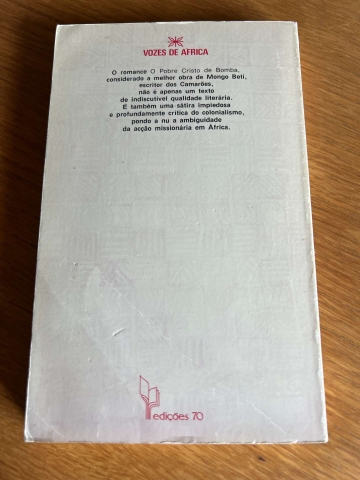 VOZES DE AFRICA
O romance O Pobre Cristo de Bomba,
considerado a melhor obra de Mongo Beti,
escritor dos Camarões,
não é apenas um texto
de indiscutível qualidade literária.
É também uma sátira impiedosa
e profundamente crítica do colonialismo,
pondo a nu a ambiguidade
da acção missionária em África.
edições 70